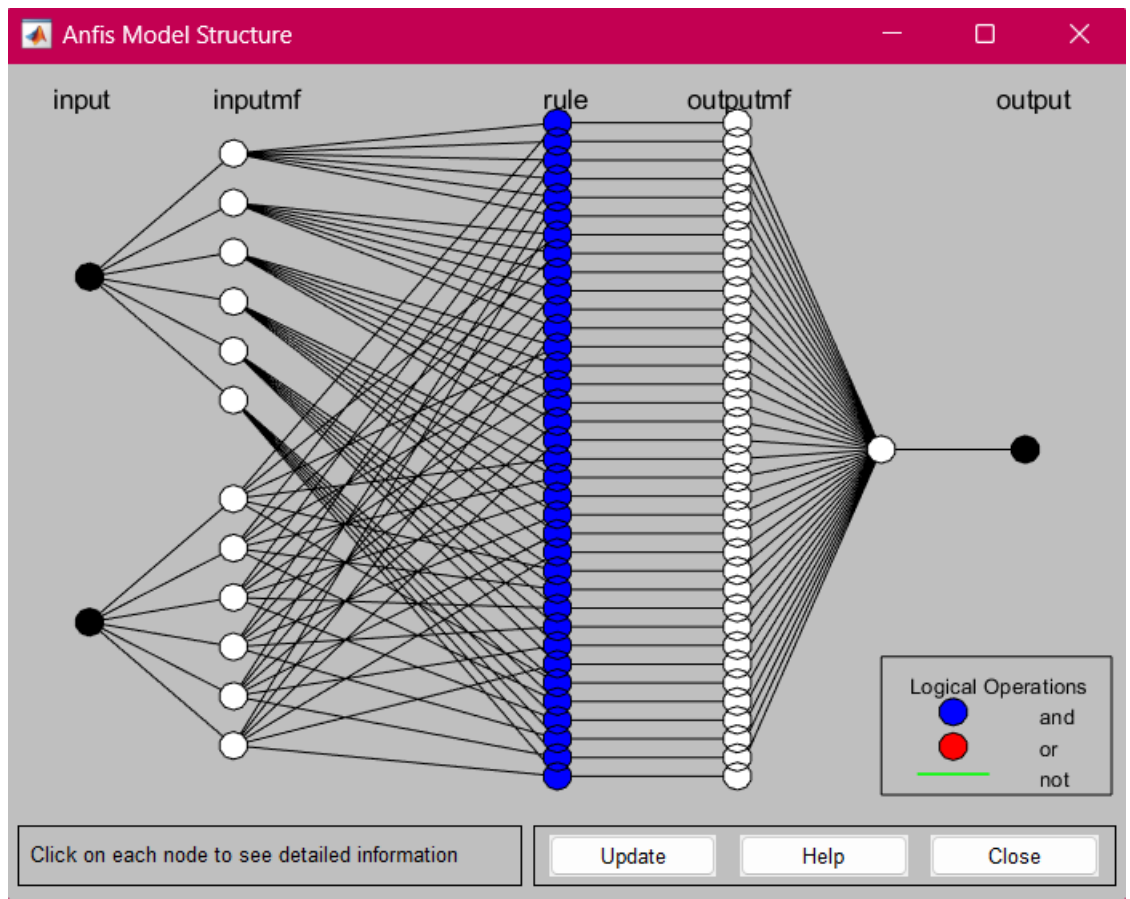 Anfis Model Structure
input inputmf rule outputmf output
Logical Operations
and
or
not
Click on each node to see detailed information
Update Help Close